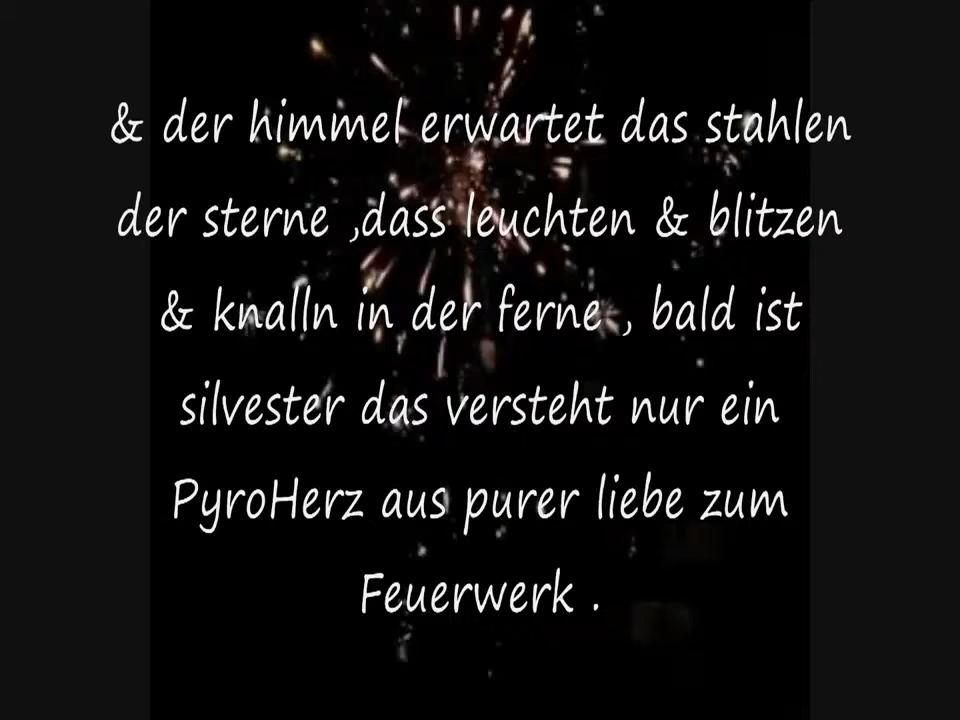 & der himmel erwartet das stahlen
der sterne ,dass leuchten & blitzen
& knalln in der ferne , bald ist
silvester das versteht nur ein
PyroHerz aus purer liebe zum
Feuerwerk .